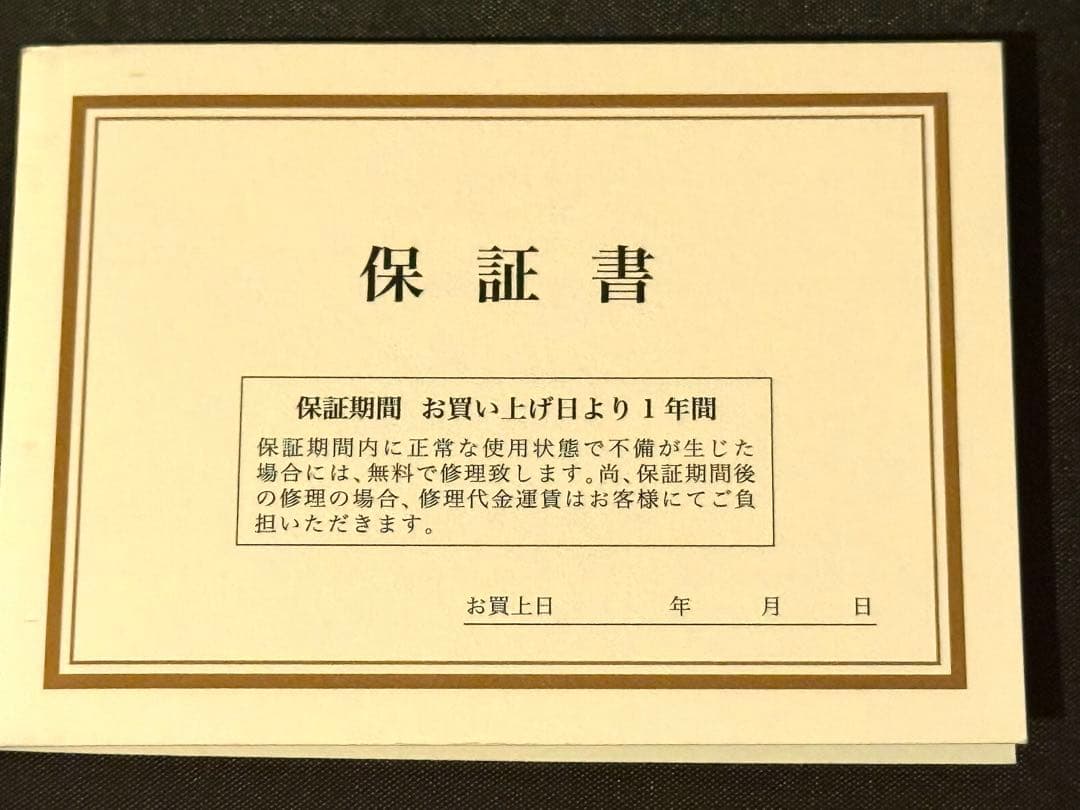 保証書
保証期間 お買い上げ日より1年間
保証期間内に正常な使用状態で不備が生じた
場合には、無料で修理致します。尚、保証期間後
の修理の場合、修理代金運賃はお客様にてご負
担いただきます。
お買上日 年 月 日